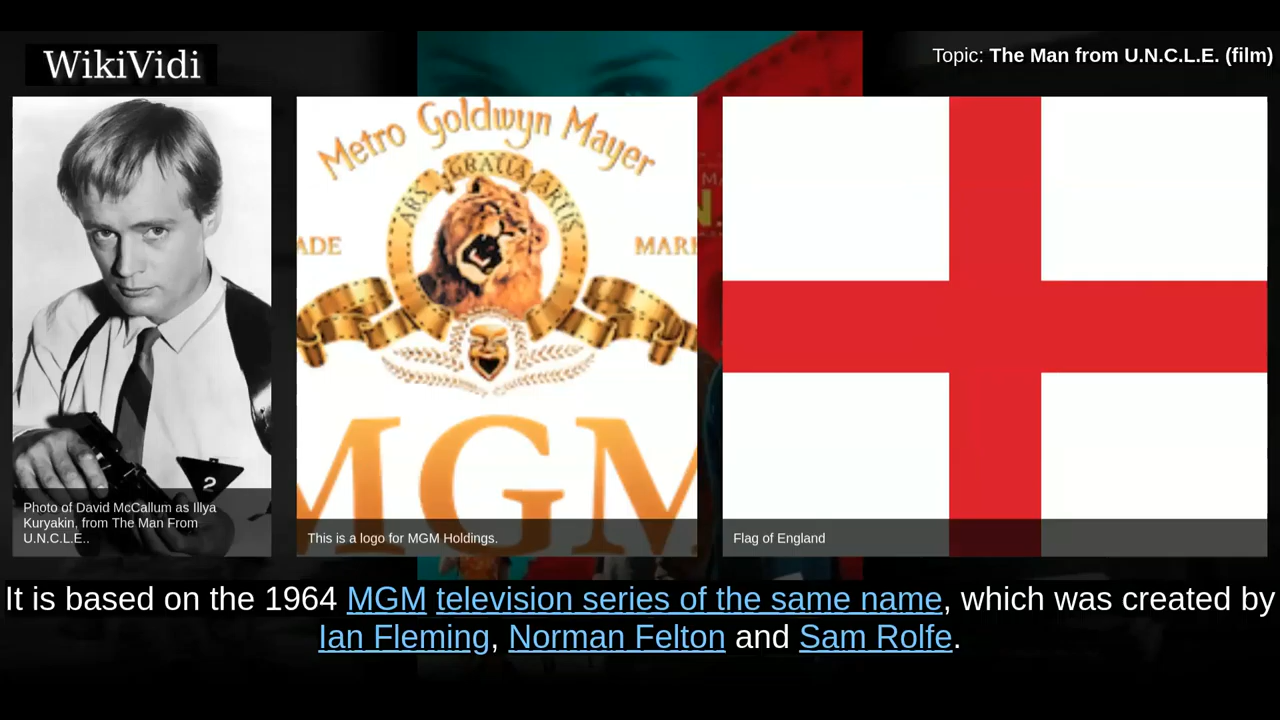 WikiVidi
Topic: The Man from U.N.C.L.E. (film)
2
Photo of David McCallum as Illya
Kuryakin, from The Man From
U.N.C.L.E..
Metro Goldwyn Mayer
ARS GRATIA ARTIS
ADE MARK
MGM
This is a logo for MGM Holdings.
Flag of England
It is based on the 1964 MGM television series of the same name, which was created by
Ian Fleming, Norman Felton and Sam Rolfe.